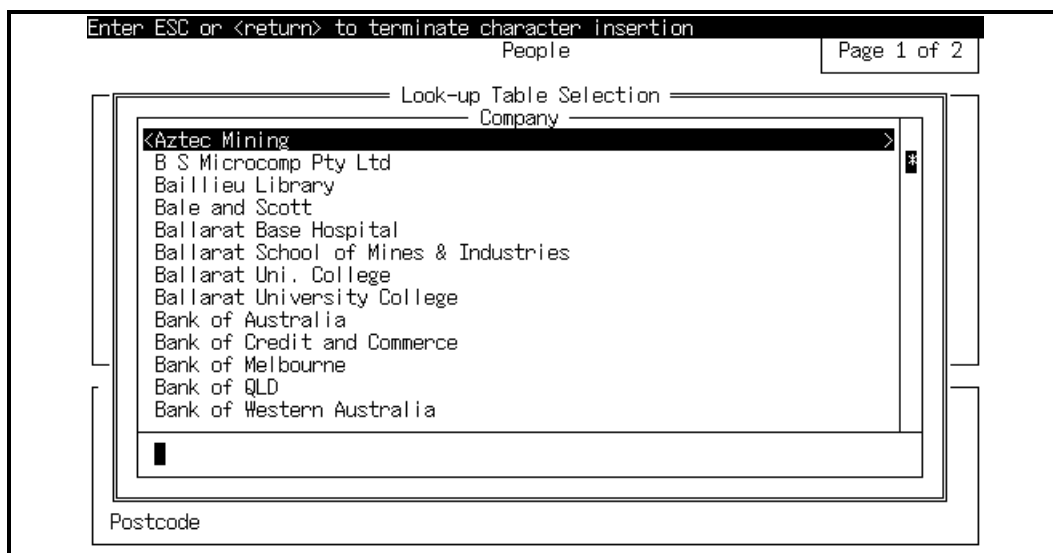 Enter ESC or <return> to terminate character insertion
People
Page 1 of 2
Look-up Table Selection
Company
<Aztec Mining >
B S Microcomp Pty Ltd
*
Baillieu Library
Bale and Scott
Ballarat Base Hospital
Ballarat School of Mines & Industries
Ballarat Uni. College
Ballarat University College
Bank of Australia
Bank of Credit and Commerce
Bank of Melbourne
Bank of QLD
Bank of Western Australia
Postcode